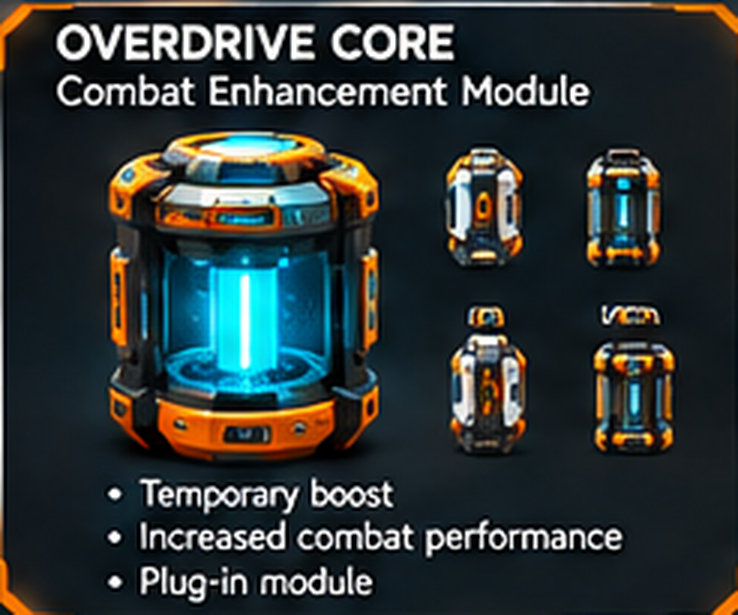 OVERDRIVE CORE
Combat Enhancement Module
• Temporary boost
• Increased combat performance
• Plug-in module